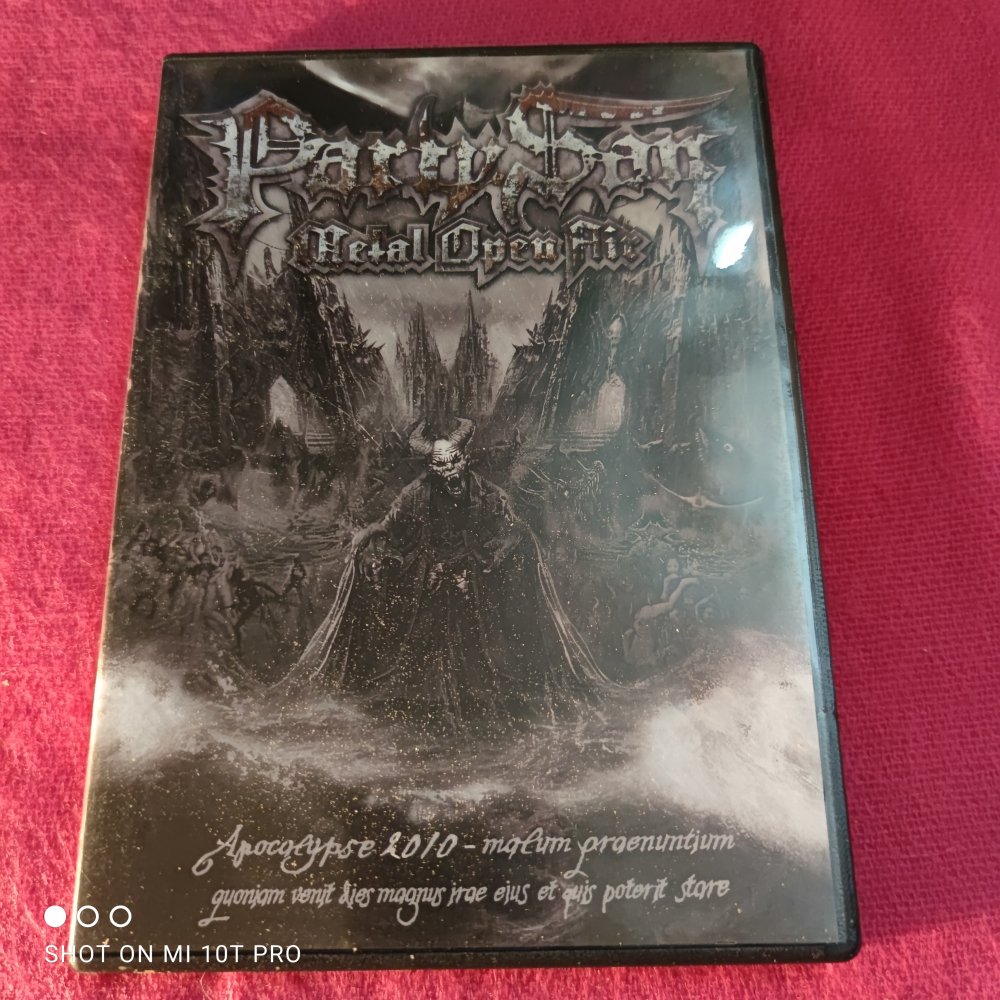 Party.San
Metal Open Air
Apocalypse 2010 - malum praenuntium
quoniam venit dies magnus irae eius et quis poterit stare
SHOT ON MI 10T PRO